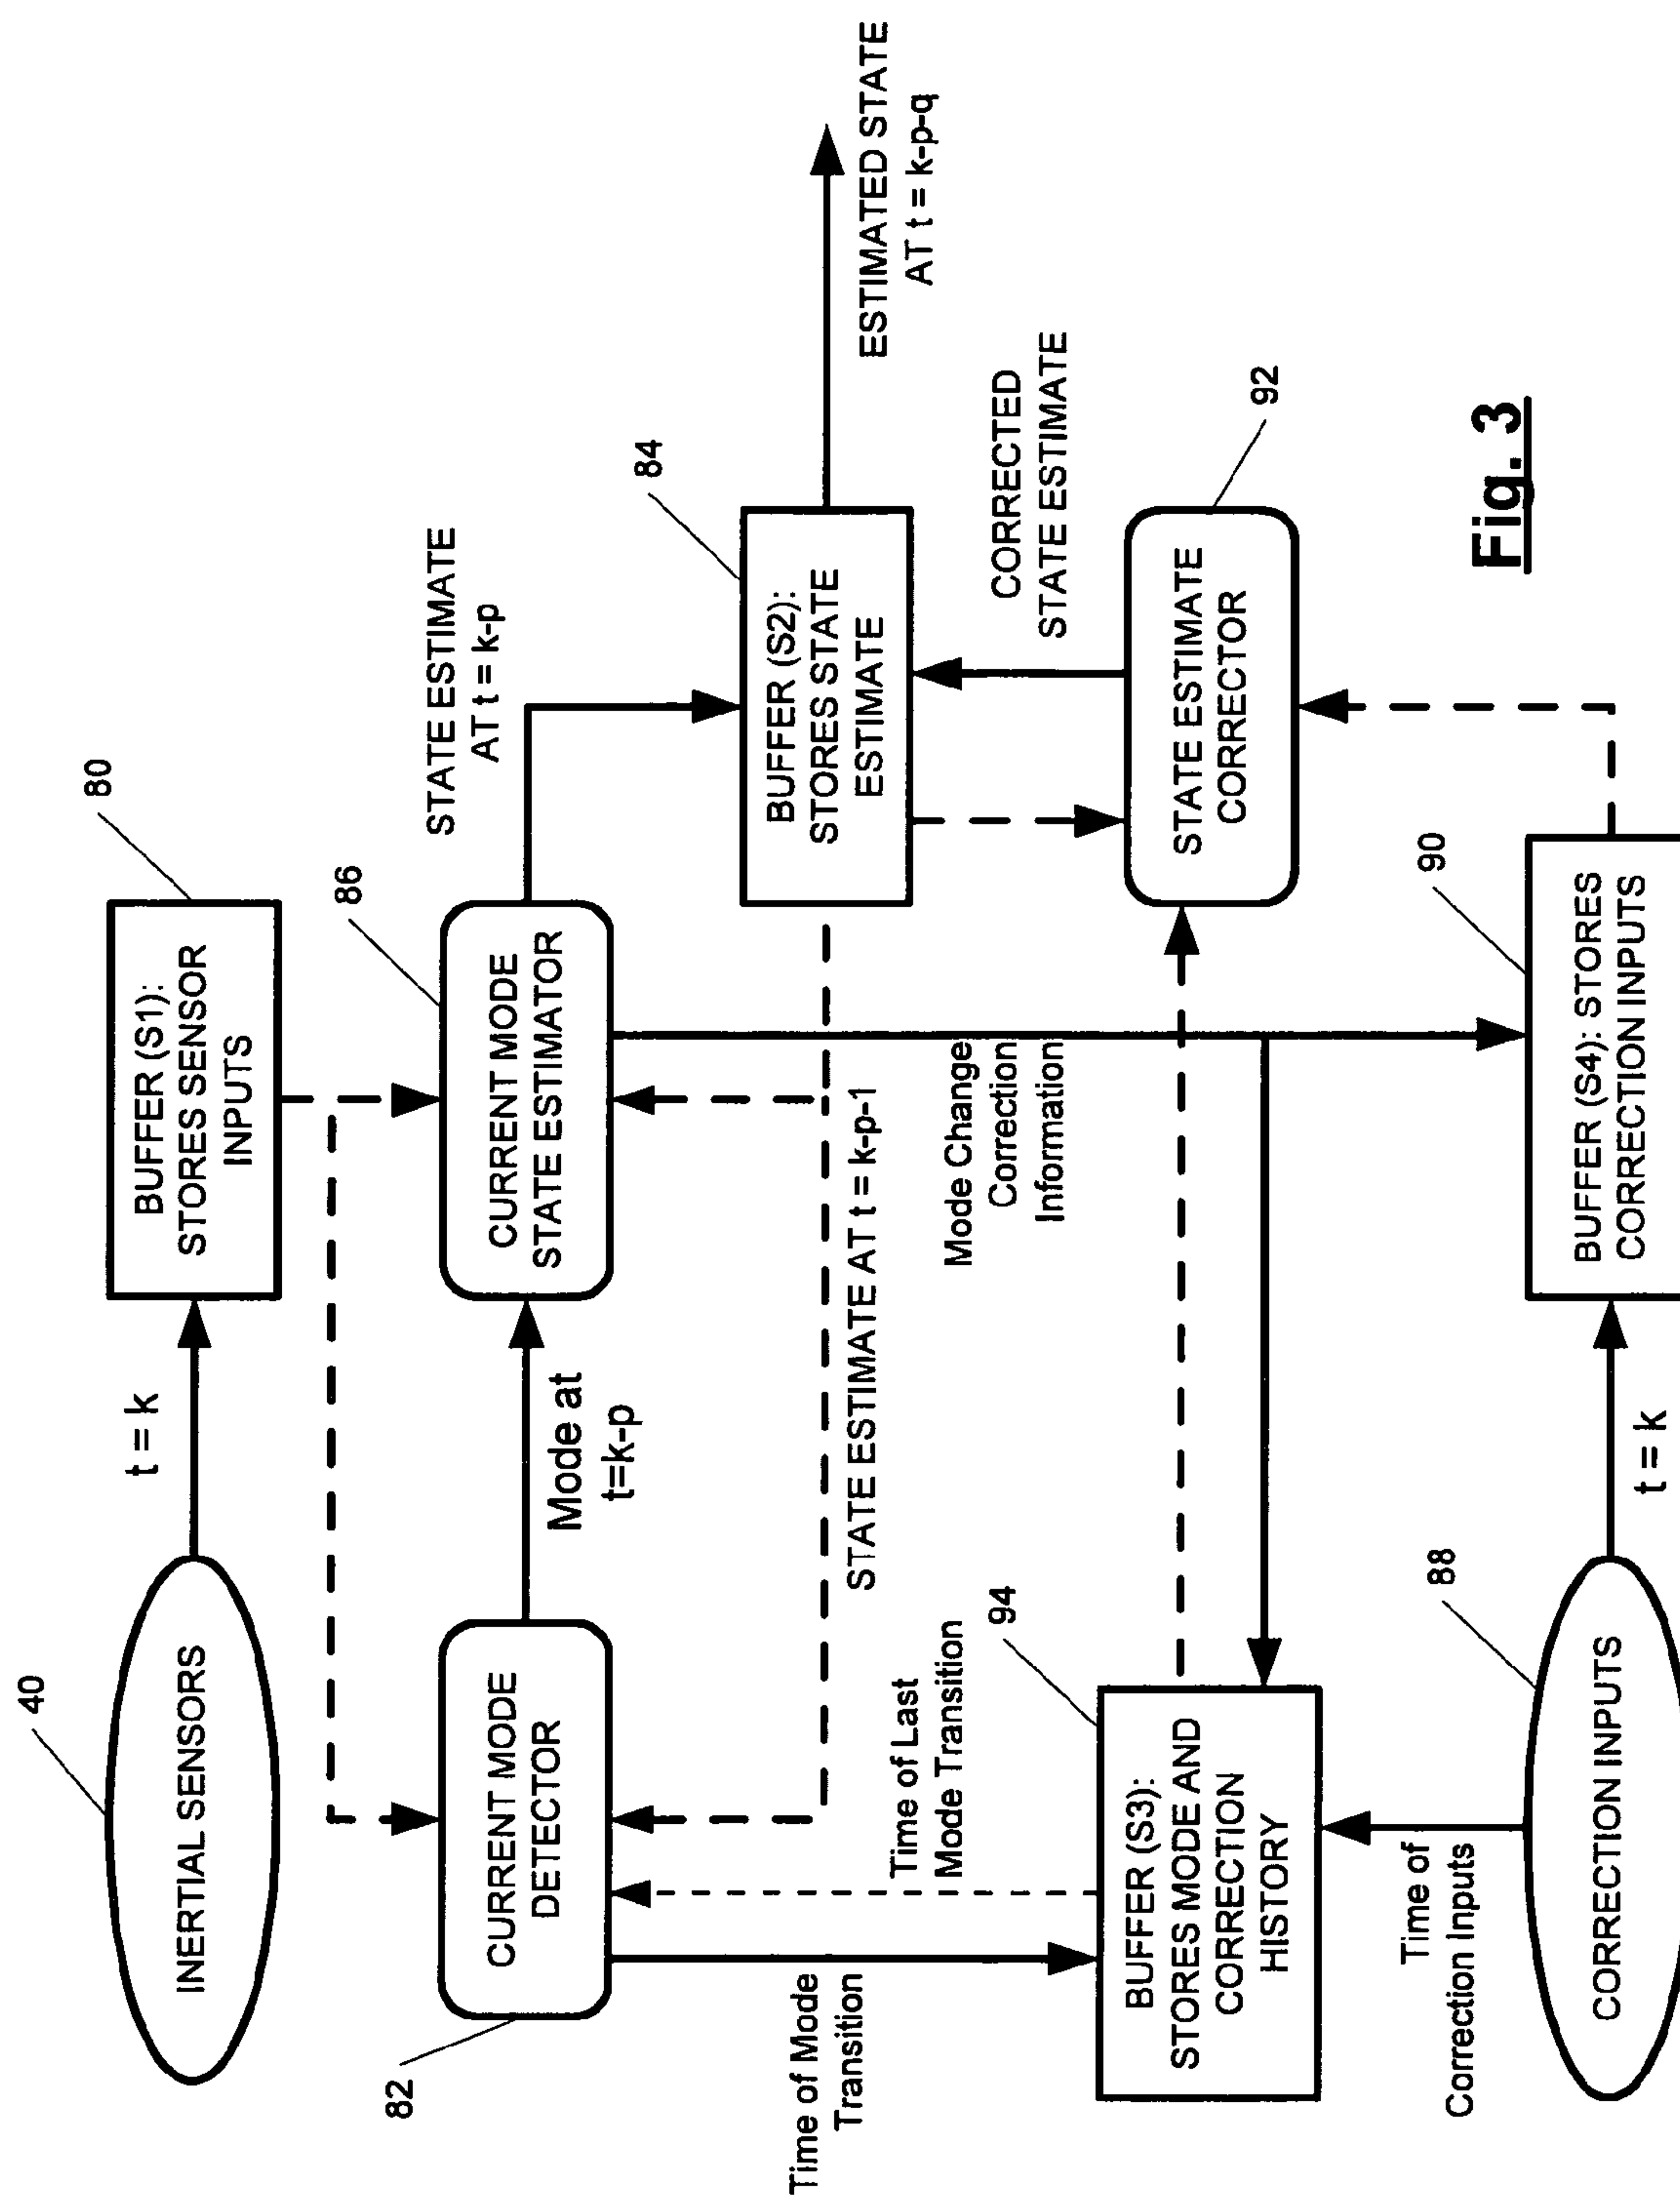 40
INERTIAL SENSORS
t = k
80
BUFFER (S1):
STORES SENSOR
INPUTS
82
CURRENT MODE
DETECTOR
Mode at
t=k-p
86
CURRENT MODE
STATE ESTIMATOR
STATE ESTIMATE
AT t = k-p
Time of Mode
Transition
Time of Last
Mode Transition
STATE ESTIMATE AT t = k-p-1
Mode Change
Correction
Information
84
BUFFER (S2):
STORES STATE
ESTIMATE
ESTIMATED STATE
AT t = k-p-q
CORRECTED
STATE ESTIMATE
94
BUFFER (S3):
STORES MODE AND
CORRECTION
HISTORY
92
STATE ESTIMATE
CORRECTOR
Time of
Correction Inputs
88
CORRECTION INPUTS
t = k
90
BUFFER (S4): STORES
CORRECTION INPUTS
Fig. 3